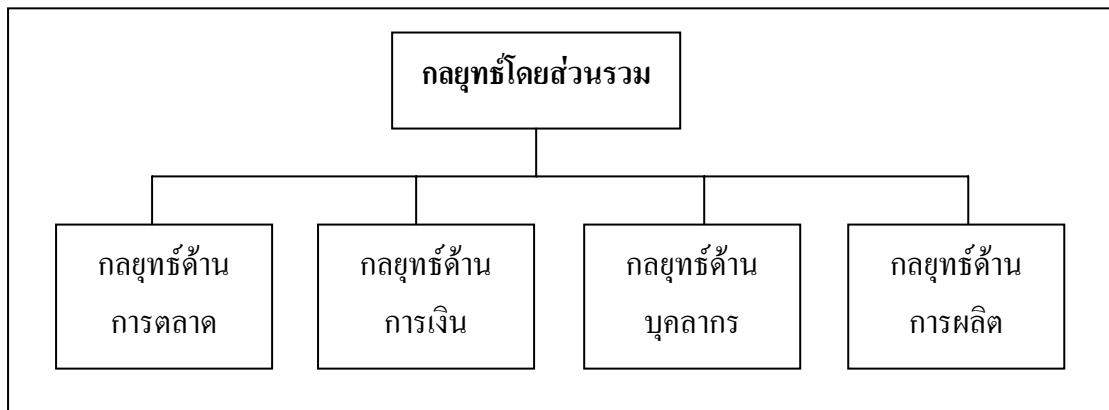 กลยุทธ์โดยส่วนรวม
กลยุทธ์ด้าน
การตลาด
กลยุทธ์ด้าน
การเงิน
กลยุทธ์ด้าน
บุคลากร
กลยุทธ์ด้าน
การผลิต